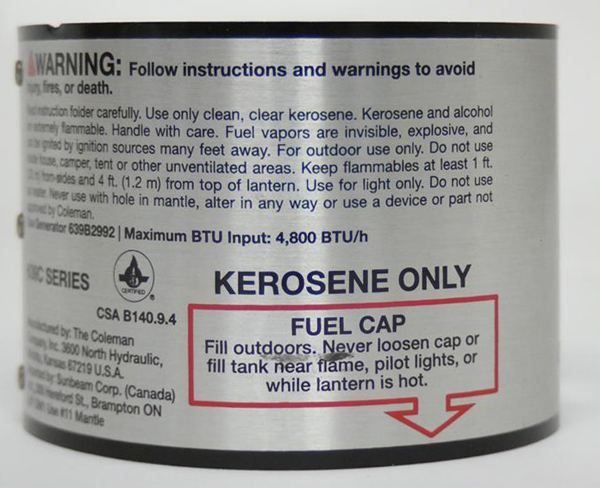 WARNING: Follow instructions and warnings to avoid
injury, fires, or death.
instruction folder carefully. Use only clean, clear kerosene. Kerosene and alcohol
extremely flammable. Handle with care. Fuel vapors are invisible, explosive, and
be ignited by ignition sources many feet away. For outdoor use only. Do not use
house, camper, tent or other unventilated areas. Keep flammables at least 1 ft.
from-sides and 4 ft. (1.2 m) from top of lantern. Use for light only. Do not use
Never use with hole in mantle, alter in any way or use a device or part not
by Coleman.
Generator 639B2992 | Maximum BTU Input: 4,800 BTU/h
SERIES
CERTIFIED
®
CSA B140.9.4
by: The Coleman
Inc. 3600 North Hydraulic,
Kansas 67219 U.S.A.
by: Sunbeam Corp. (Canada)
Hereford St., Brampton ON
Use #11 Mantle
KEROSENE ONLY
FUEL CAP
Fill outdoors. Never loosen cap or
fill tank near flame, pilot lights, or
while lantern is hot.